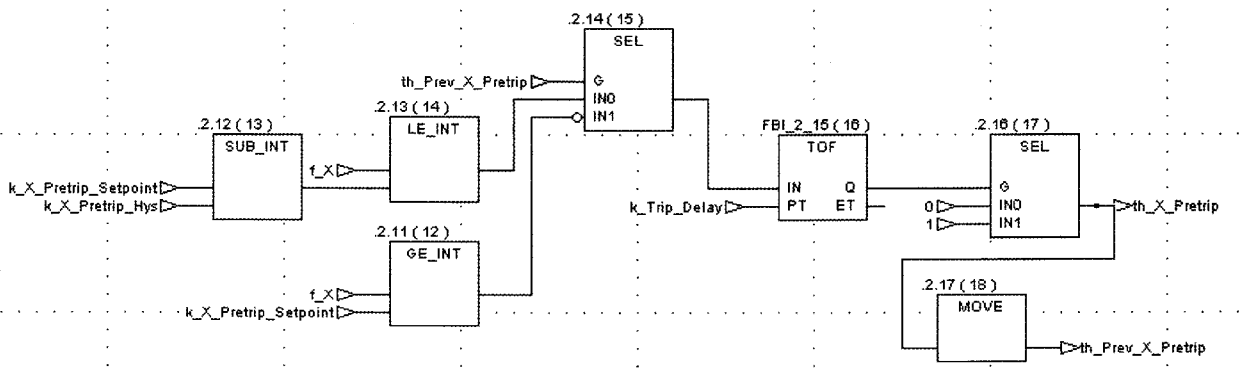 .2.14 ( 15 )
SEL
th_Prev_X_Pretrip
G
IN0
IN1
.2.13 ( 14 )
LE_INT
f_X
.2.12 ( 13 )
SUB_INT
k_X_Pretrip_Setpoint
k_X_Pretrip_Hys
.2.11 ( 12 )
GE_INT
f_X
k_X_Pretrip_Setpoint
FBI_2_15 ( 16 )
TOF
IN Q
k_Trip_Delay PT ET
.2.16 ( 17 )
SEL
G
0 IN0
1 IN1
th_X_Pretrip
.2.17 ( 18 )
MOVE
th_Prev_X_Pretrip